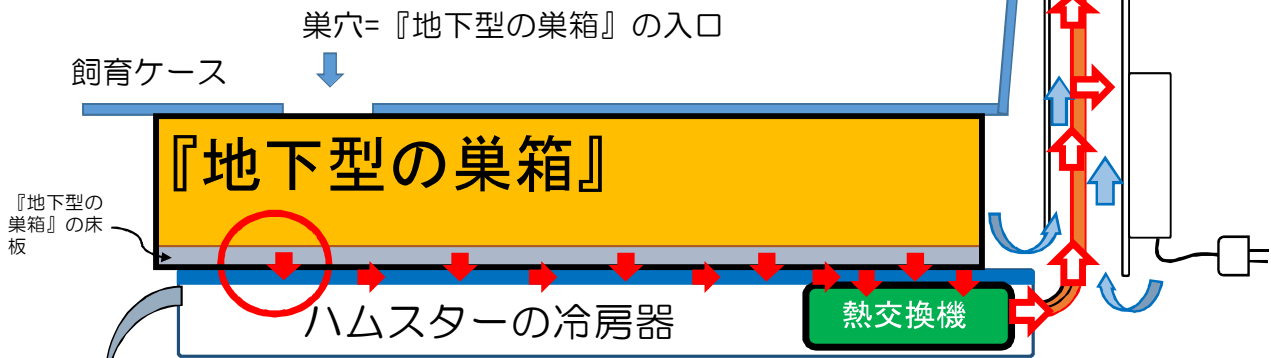 巣穴=『地下型の巣箱』の入口
飼育ケース
『地下型の巣箱』
『地下型の
巣箱』の床
板
ハムスターの冷房器
熱交換機